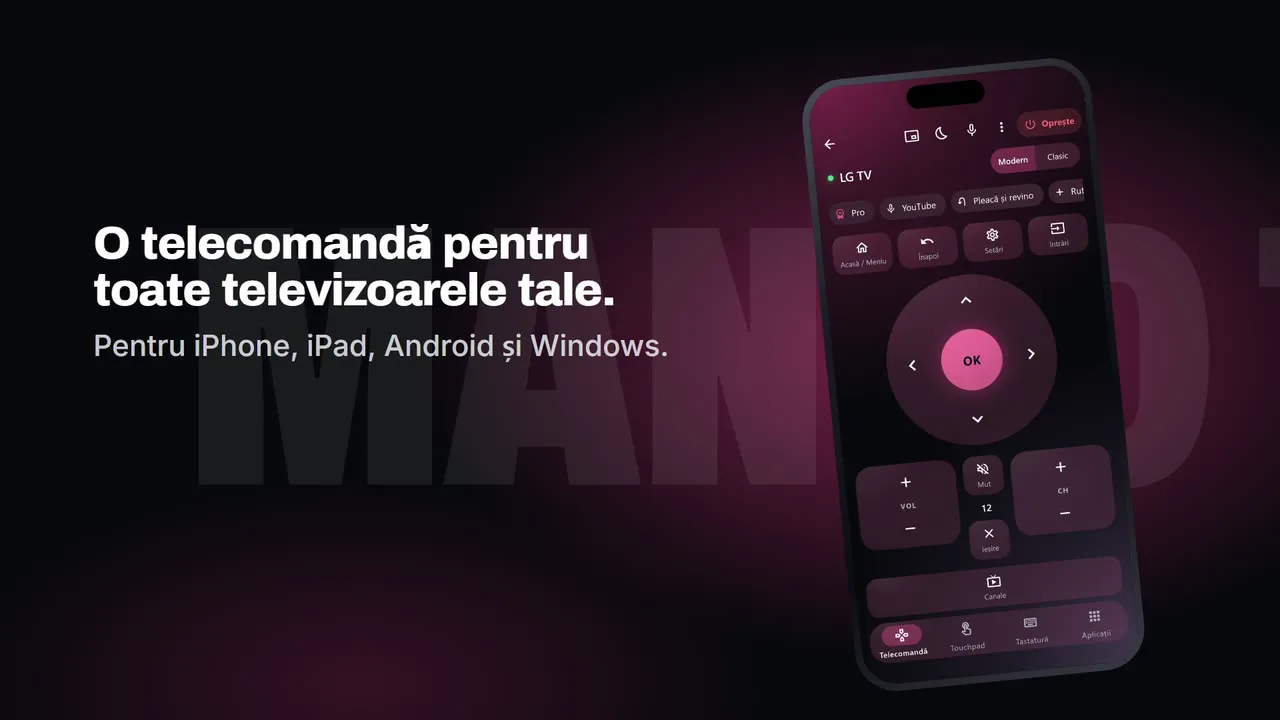 O telecomandă pentru
toate televizoarele tale.
Pentru iPhone, iPad, Android și Windows.
Oprește
LG TV
Modern Clasic
Pro YouTube Pleacă și revino + Rut
Acasă / Meniu Înapoi Setări Intrări
OK
+ Mut +
VOL 12 CH
− Ieșire −
Canale
Telecomandă Touchpad Tastatură Aplicații